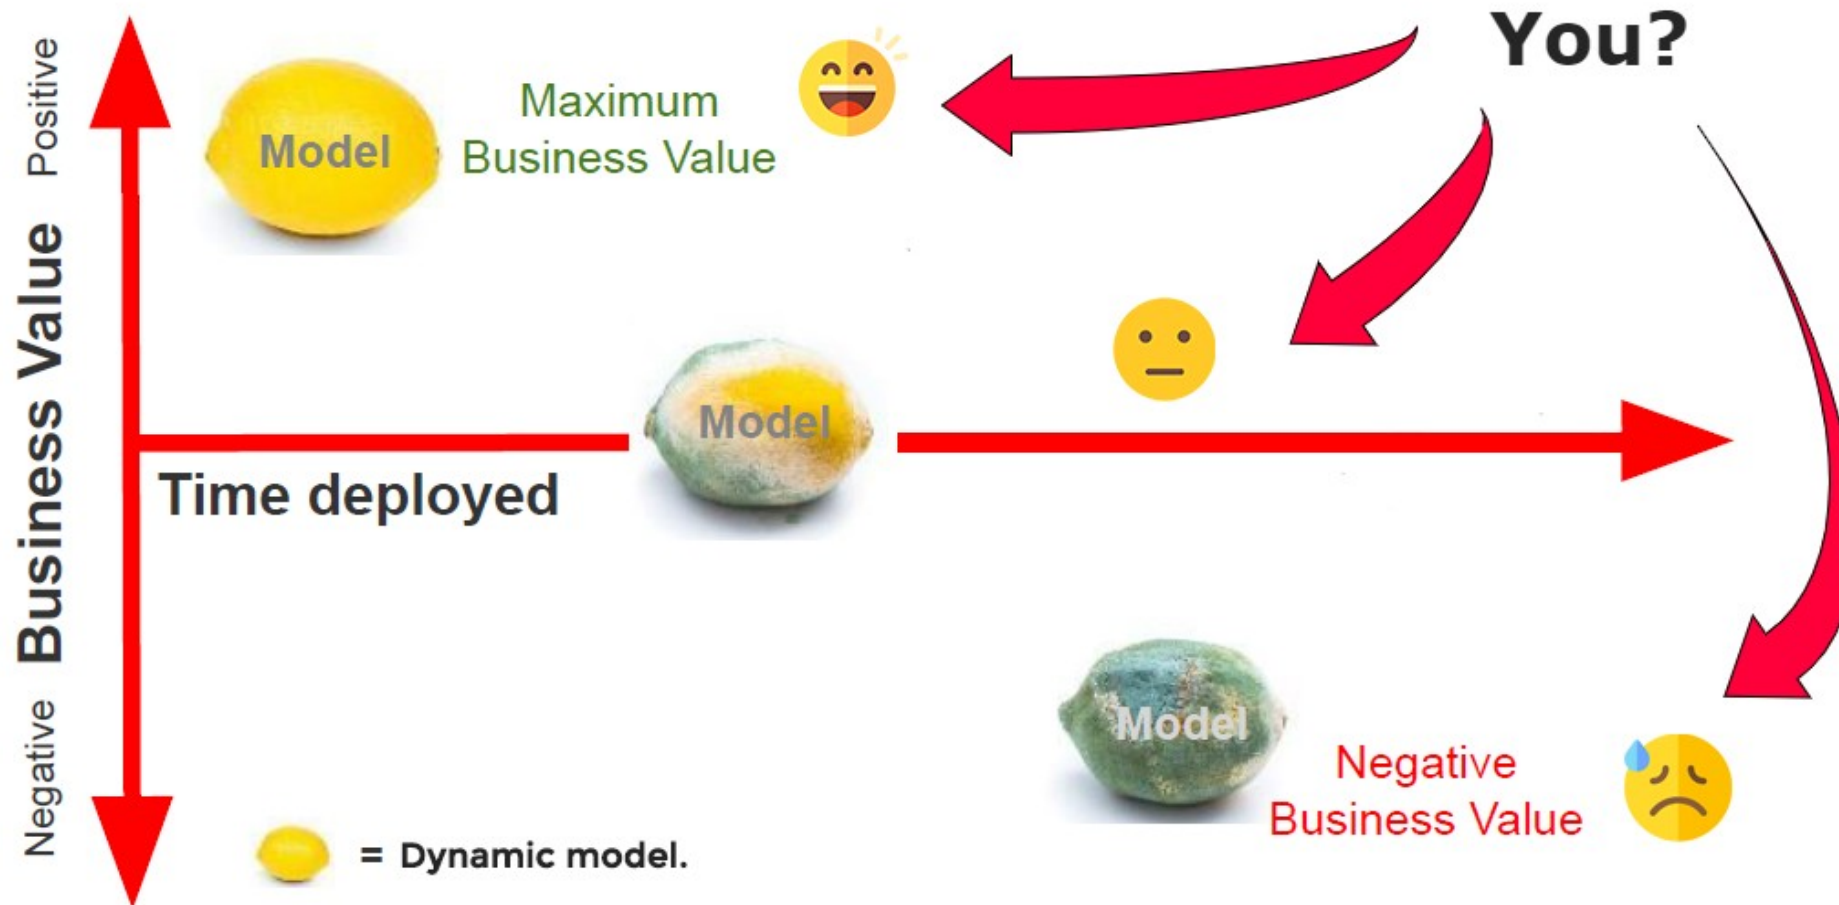 You?
Positive
Business Value
Negative
Model
Maximum
Business Value
Model
Time deployed
Model
Negative
Business Value
= Dynamic model.